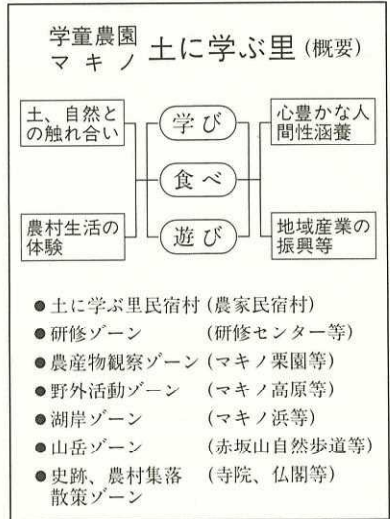 学童農園
マキノ 土に学ぶ里 (概要)
土、自然と
の触れ合い
学び
心豊かな人
間性涵養
食べ
農村生活の
体験
遊び
地域産業の
振興等
●土に学ぶ里民宿村 (農家民宿村)
●研修ゾーン (研修センター等)
●農産物観察ゾーン (マキノ栗園等)
●野外活動ゾーン (マキノ高原等)
●湖岸ゾーン (マキノ浜等)
●山岳ゾーン (赤坂山自然歩道等)
●史跡、農村集落 (寺院、仏閣等)
散策ゾーン